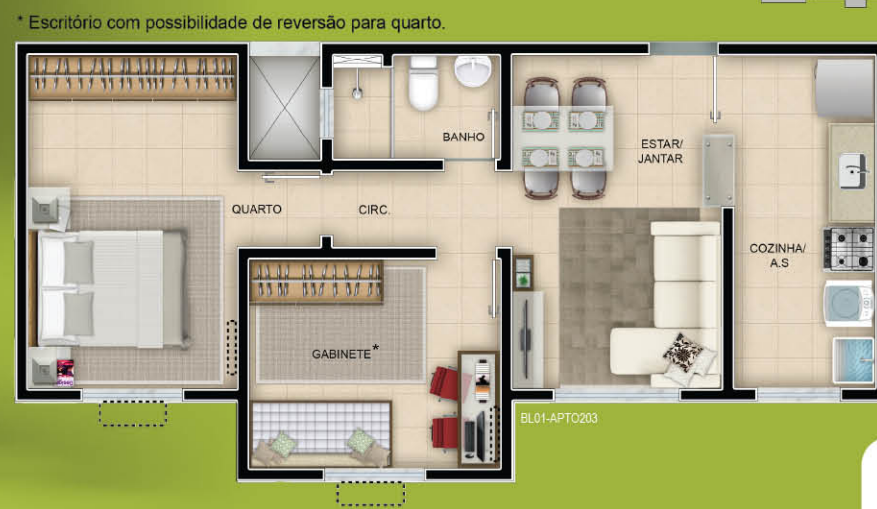 * Escritório com possibilidade de reversão para quarto.
BANHO
ESTAR/
JANTAR
QUARTO
CIRC.
COZINHA/
A.S
GABINETE*
BL01-APTO203